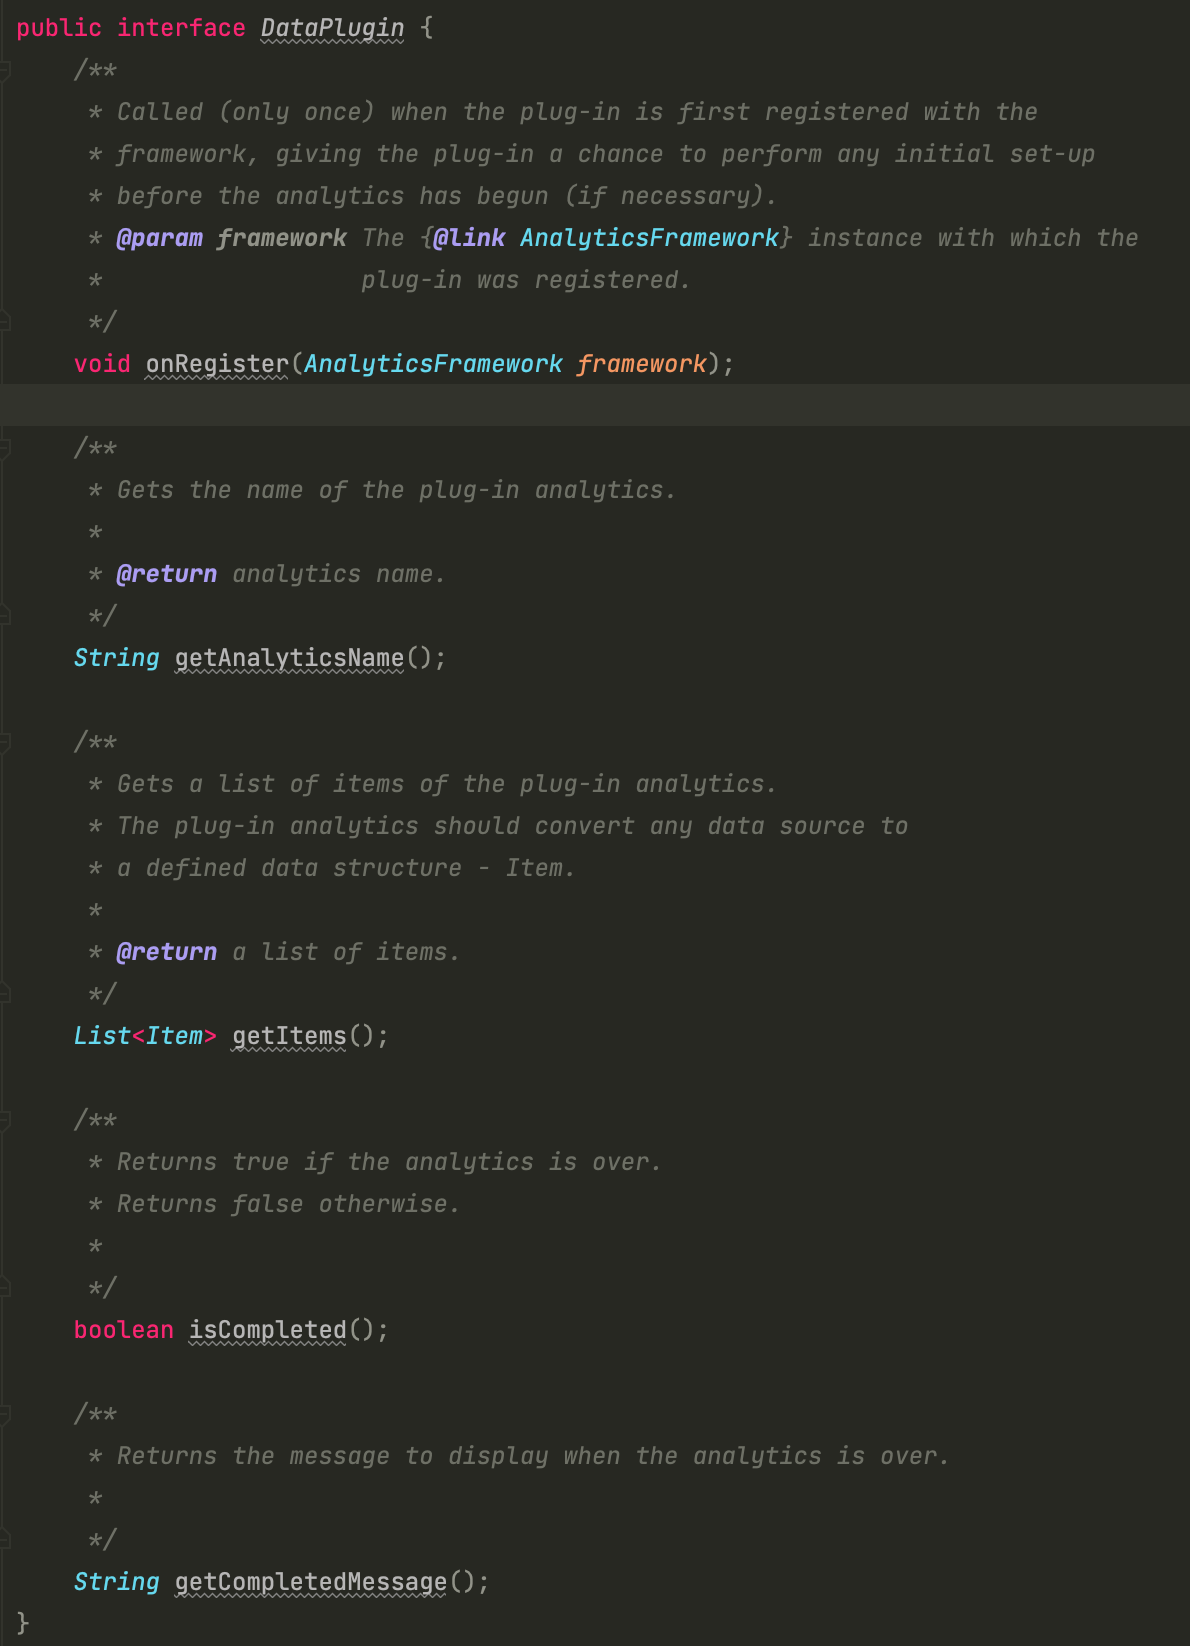 public interface DataPlugin {
    /**
     * Called (only once) when the plug-in is first registered with the
     * framework, giving the plug-in a chance to perform any initial set-up
     * before the analytics has begun (if necessary).
     * @param framework The {@link AnalyticsFramework} instance with which the
     *                  plug-in was registered.
     */
    void onRegister(AnalyticsFramework framework);

    /**
     * Gets the name of the plug-in analytics.
     *
     * @return analytics name.
     */
    String getAnalyticsName();

    /**
     * Gets a list of items of the plug-in analytics.
     * The plug-in analytics should convert any data source to
     * a defined data structure - Item.
     *
     * @return a list of items.
     */
    List<Item> getItems();

    /**
     * Returns true if the analytics is over.
     * Returns false otherwise.
     *
     */
    boolean isCompleted();

    /**
     * Returns the message to display when the analytics is over.
     *
     */
    String getCompletedMessage();
}